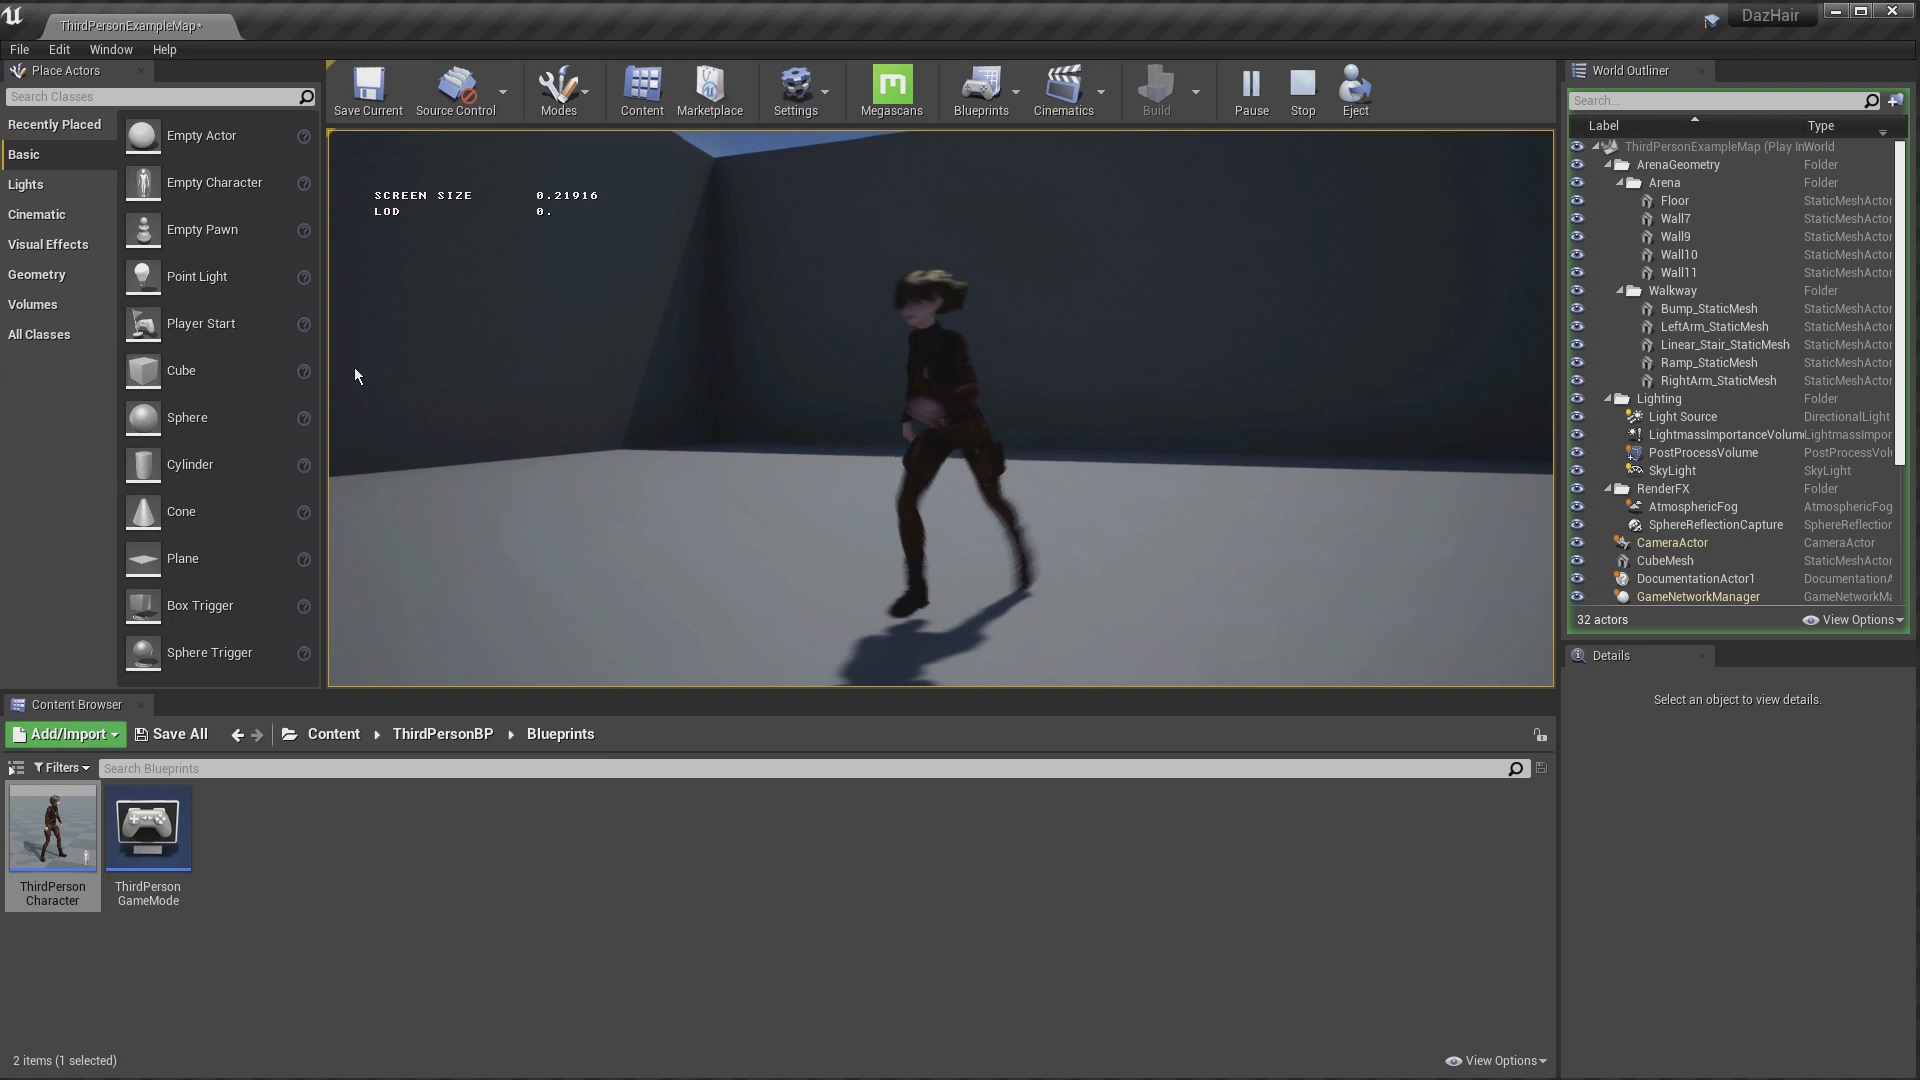 ThirdPersonExampleMap*
DazHair
File Edit Window Help
Place Actors
Search Classes
Recently Placed
Basic
Lights
Cinematic
Visual Effects
Geometry
Volumes
All Classes
Empty Actor
Empty Character
Empty Pawn
Point Light
Player Start
Cube
Sphere
Cylinder
Cone
Plane
Box Trigger
Sphere Trigger
Save Current Source Control Modes Content Marketplace Settings Megascans Blueprints Cinematics Build Pause Stop Eject
SCREEN SIZE 0.21916
LOD 0.
World Outliner
Search...
Label Type
ThirdPersonExampleMap (Play In World
ArenaGeometry Folder
Arena Folder
Floor StaticMeshActor
Wall7 StaticMeshActor
Wall9 StaticMeshActor
Wall10 StaticMeshActor
Wall11 StaticMeshActor
Walkway Folder
Bump_StaticMesh StaticMeshActor
LeftArm_StaticMesh StaticMeshActor
Linear_Stair_StaticMesh StaticMeshActor
Ramp_StaticMesh StaticMeshActor
RightArm_StaticMesh StaticMeshActor
Lighting Folder
Light Source DirectionalLight
LightmassImportanceVolum LightmassImpor
PostProcessVolume PostProcessVolu
SkyLight SkyLight
RenderFX Folder
AtmosphericFog AtmosphericFog
SphereReflectionCapture SphereReflection
CameraActor CameraActor
CubeMesh StaticMeshActor
DocumentationActor1 DocumentationA
GameNetworkManager GameNetworkMa
32 actors View Options
Details
Select an object to view details.
Content Browser
Add/Import Save All Content ThirdPersonBP Blueprints
Filters Search Blueprints
ThirdPerson
Character
ThirdPerson
GameMode
2 items (1 selected) View Options